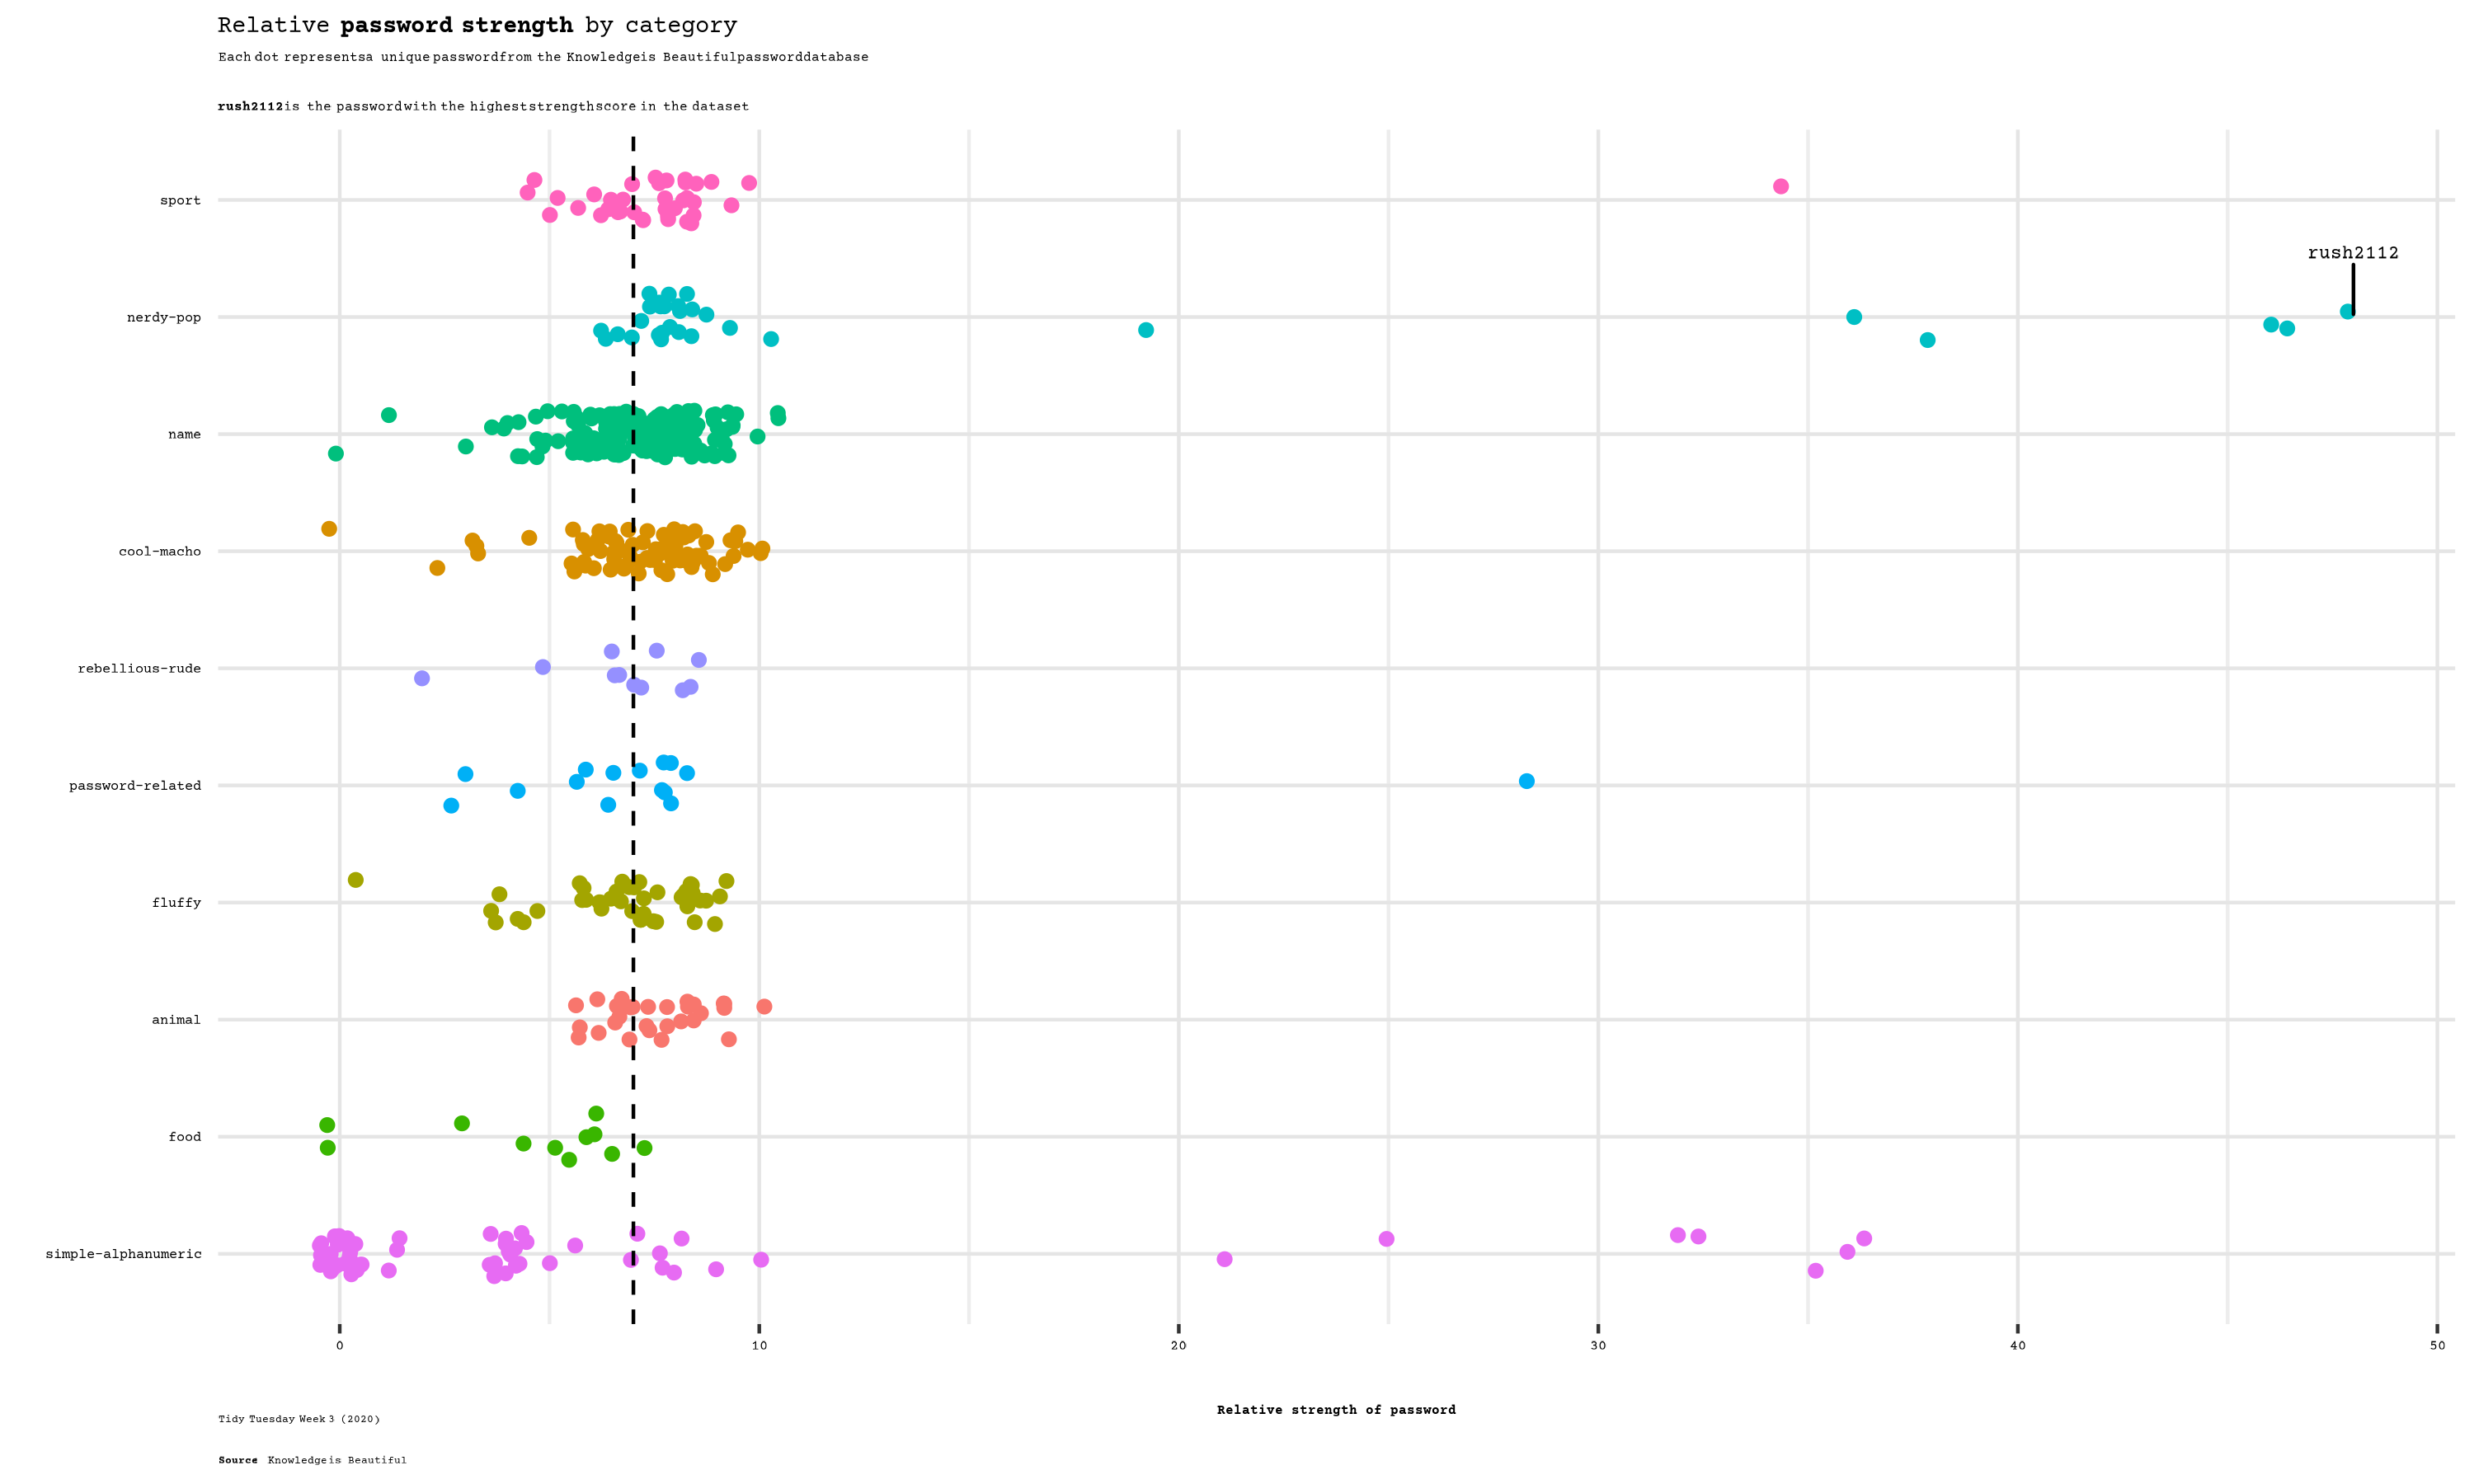 Relative password strength by category
Each dot representsa unique passwordfrom the Knowledgeis Beautifulpassworddatabase
rush2112is the passwordwith the higheststrengthscore in the dataset
sport
rush2112
nerdy-pop
name
cool-macho
rebellious-rude
password-related
fluffy
animal
food
simple-alphanumeric
0 10 20 30 40 50
Relative strength of password
Tidy Tuesday Week 3 (2020)
Source: Knowledgeis Beautiful